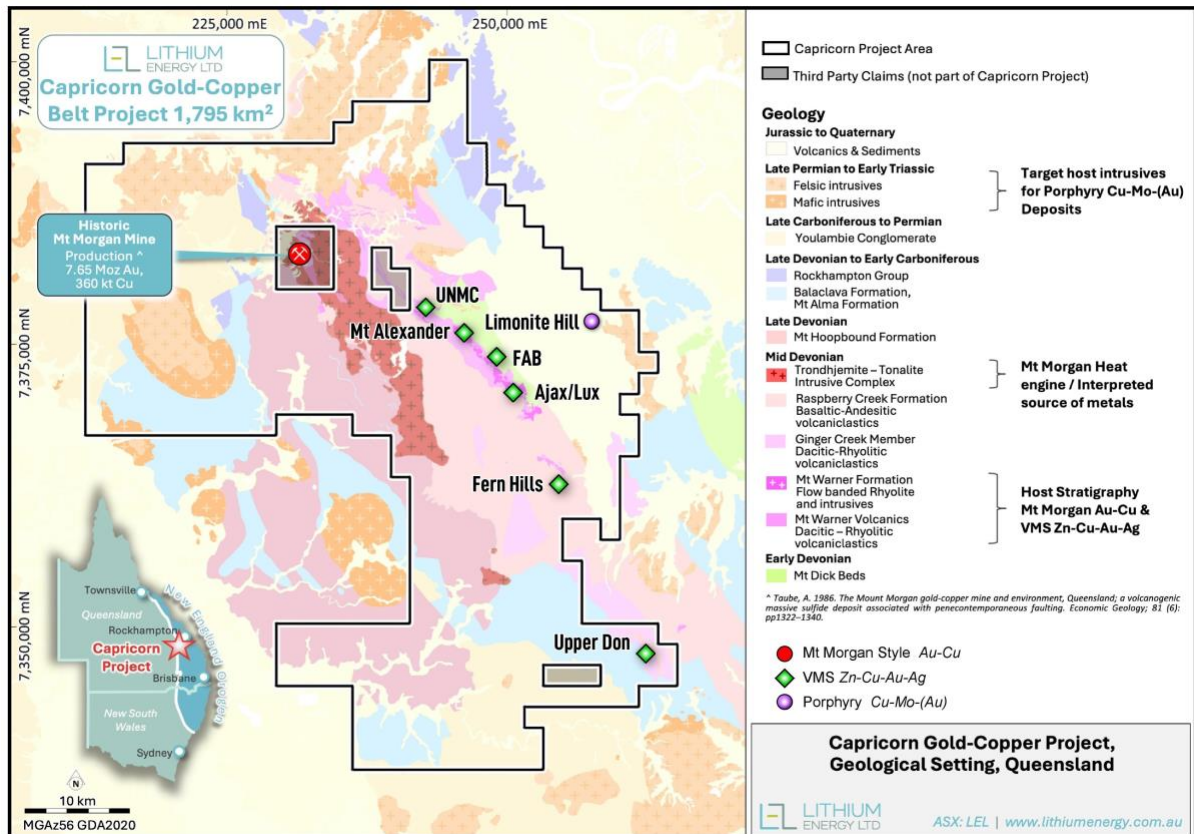 225,000 mE
250,000 mE
7,400,000 mN
7,375,000 mN
7,350,000 mN
LITHIUM
ENERGY LTD
Capricorn Gold-Copper
Belt Project 1,795 km²
Historic
Mt Morgan Mine
Production ^
7.65 Moz Au,
360 kt Cu
UNMC
Mt Alexander
Limonite Hill
FAB
Ajax/Lux
Fern Hills
Upper Don
Townsville
Queensland
Rockhampton
Capricorn
Project
Brisbane
New South
Wales
Sydney
New England Orogen
N
10 km
MGAz56 GDA2020
Capricorn Project Area
Third Party Claims (not part of Capricorn Project)
Geology
Jurassic to Quaternary
Volcanics & Sediments
Late Permian to Early Triassic
Felsic intrusives
Mafic intrusives
Target host intrusives
for Porphyry Cu-Mo-(Au)
Deposits
Late Carboniferous to Permian
Youlambie Conglomerate
Late Devonian to Early Carboniferous
Rockhampton Group
Balaclava Formation,
Mt Alma Formation
Late Devonian
Mt Hoopbound Formation
Mid Devonian
Trondhjemite – Tonalite
Intrusive Complex
Mt Morgan Heat
engine / Interpreted
source of metals
Raspberry Creek Formation
Basaltic-Andesitic
volcaniclastics
Ginger Creek Member
Dacitic-Rhyolitic
volcaniclastics
Mt Warner Formation
Flow banded Rhyolite
and intrusives
Mt Warner Volcanics
Dacitic – Rhyolitic
volcaniclastics
Host Stratigraphy
Mt Morgan Au-Cu &
VMS Zn-Cu-Au-Ag
Early Devonian
Mt Dick Beds
^ Taube, A. 1986. The Mount Morgan gold-copper mine and environment, Queensland; a volcanogenic
massive sulfide deposit associated with penecontemporaneous faulting. Economic Geology; 81 (6):
pp1322–1340.
Mt Morgan Style Au-Cu
VMS Zn-Cu-Au-Ag
Porphyry Cu-Mo-(Au)
Capricorn Gold-Copper Project,
Geological Setting, Queensland
LITHIUM
ENERGY LTD
ASX: LEL | www.lithiumenergy.com.au